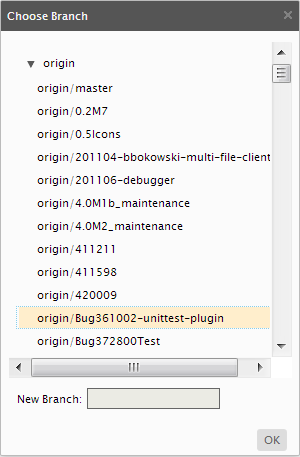 Choose Branch
origin
origin/master
origin/0.2M7
origin/0.5Icons
origin/201104-bbokowski-multi-file-client
origin/201106-debugger
origin/4.0M1b_maintenance
origin/4.0M2_maintenance
origin/411211
origin/411598
origin/420009
origin/Bug361002-unittest-plugin
origin/Bug372800Test
New Branch:
OK